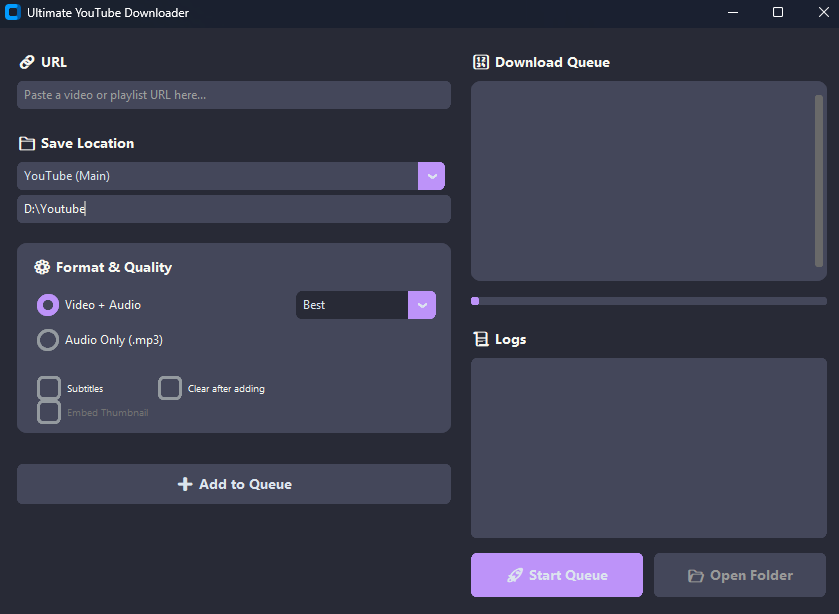 Ultimate YouTube Downloader
URL
Paste a video or playlist URL here...
Save Location
YouTube (Main)
D:\Youtube
Format & Quality
Video + Audio
Best
Audio Only (.mp3)
Subtitles
Clear after adding
Embed Thumbnail
Add to Queue
Download Queue
Logs
Start Queue
Open Folder